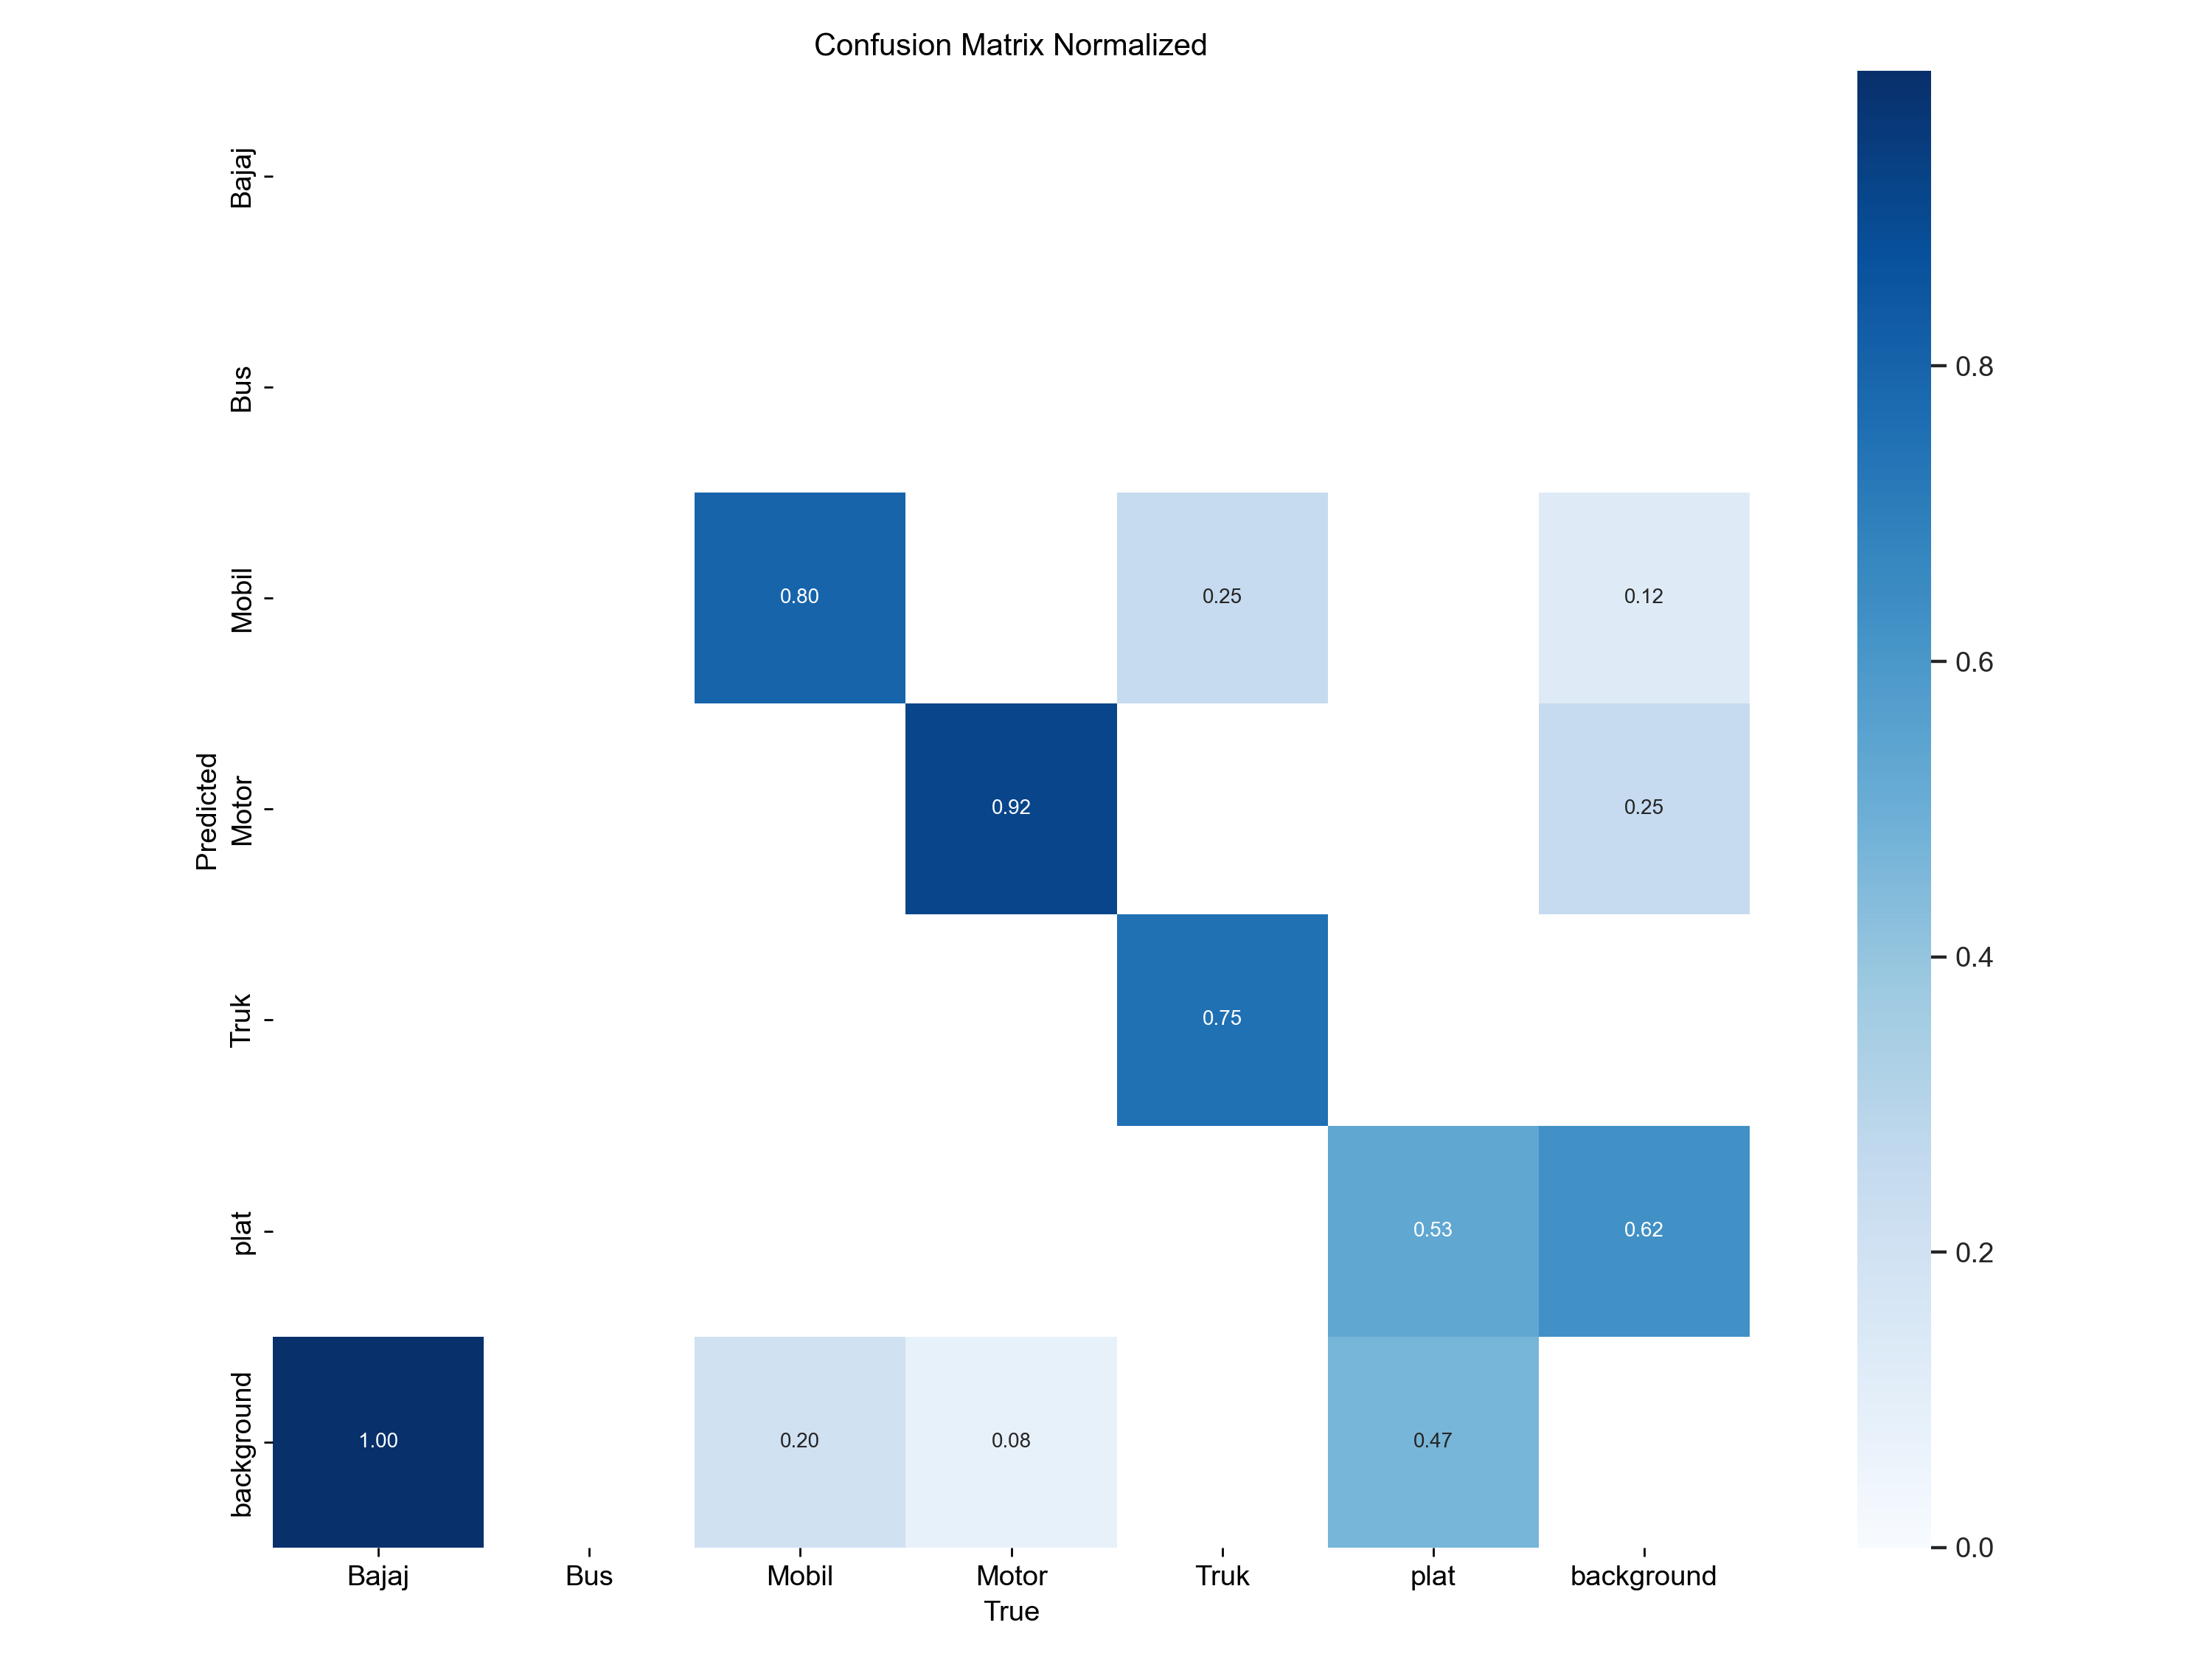 Confusion Matrix Normalized
Predicted
Bajaj
Bus
Mobil
0.80
0.25
0.12
Motor
0.92
0.25
Truk
0.75
plat
0.53
0.62
background
1.00
0.20
0.08
0.47
Bajaj
Bus
Mobil
Motor
Truk
plat
background
True
0.8
0.6
0.4
0.2
0.0